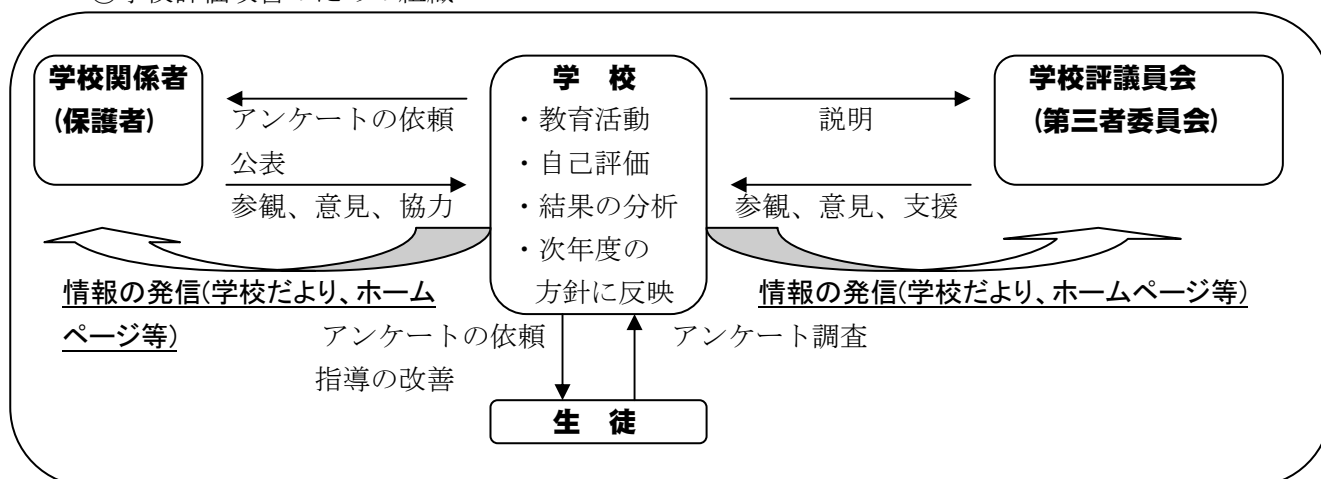 学校関係者
(保護者)
アンケートの依頼
公表
参観、意見、協力
情報の発信(学校だより、ホーム
ページ等)
学 校
・教育活動
・自己評価
・結果の分析
・次年度の
方針に反映
説明
参観、意見、支援
学校評議員会
(第三者委員会)
情報の発信(学校だより、ホームページ等)
アンケートの依頼
指導の改善
アンケート調査
生 徒